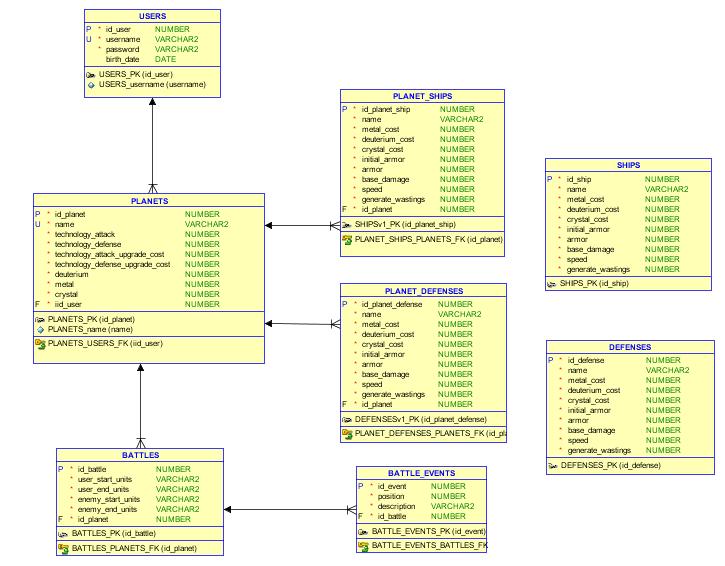 USERS
P * id_user NUMBER
U * username VARCHAR2
* password VARCHAR2
birth_date DATE
USERS_PK (id_user)
USERS_username (username)
PLANETS
P * id_planet NUMBER
U * name VARCHAR2
* technology_attack NUMBER
* technology_defense NUMBER
* technology_attack_upgrade_cost NUMBER
* technology_defense_upgrade_cost NUMBER
* deuterium NUMBER
* metal NUMBER
* crystal NUMBER
F * iid_user NUMBER
PLANETS_PK (id_planet)
PLANETS_name (name)
PLANETS_USERS_FK (iid_user)
BATTLES
P * id_battle NUMBER
* user_start_units VARCHAR2
* user_end_units VARCHAR2
* enemy_start_units VARCHAR2
* enemy_end_units VARCHAR2
F * id_planet NUMBER
BATTLES_PK (id_battle)
BATTLES_PLANETS_FK (id_planet)
PLANET_SHIPS
P * id_planet_ship NUMBER
* name VARCHAR2
* metal_cost NUMBER
* deuterium_cost NUMBER
* crystal_cost NUMBER
* initial_armor NUMBER
* armor NUMBER
* base_damage NUMBER
* speed NUMBER
* generate_wastings NUMBER
F * id_planet NUMBER
SHIPSv1_PK (id_planet_ship)
PLANET_SHIPS_PLANETS_FK (id_planet)
PLANET_DEFENSES
P * id_planet_defense NUMBER
* name VARCHAR2
* metal_cost NUMBER
* deuterium_cost NUMBER
* crystal_cost NUMBER
* initial_armor NUMBER
* armor NUMBER
* base_damage NUMBER
* speed NUMBER
* generate_wastings NUMBER
F * id_planet NUMBER
DEFENSESv1_PK (id_planet_defense)
PLANET_DEFENSES_PLANETS_FK (id_pl
BATTLE_EVENTS
P * id_event NUMBER
* position NUMBER
* description VARCHAR2
F * id_battle NUMBER
BATTLE_EVENTS_PK (id_event)
BATTLE_EVENTS_BATTLES_FK
SHIPS
P * id_ship NUMBER
* name VARCHAR2
* metal_cost NUMBER
* deuterium_cost NUMBER
* crystal_cost NUMBER
* initial_armor NUMBER
* armor NUMBER
* base_damage NUMBER
* speed NUMBER
* generate_wastings NUMBER
SHIPS_PK (id_ship)
DEFENSES
P * id_defense NUMBER
* name VARCHAR2
* metal_cost NUMBER
* deuterium_cost NUMBER
* crystal_cost NUMBER
* initial_armor NUMBER
* armor NUMBER
* base_damage NUMBER
* speed NUMBER
* generate_wastings NUMBER
DEFENSES_PK (id_defense)